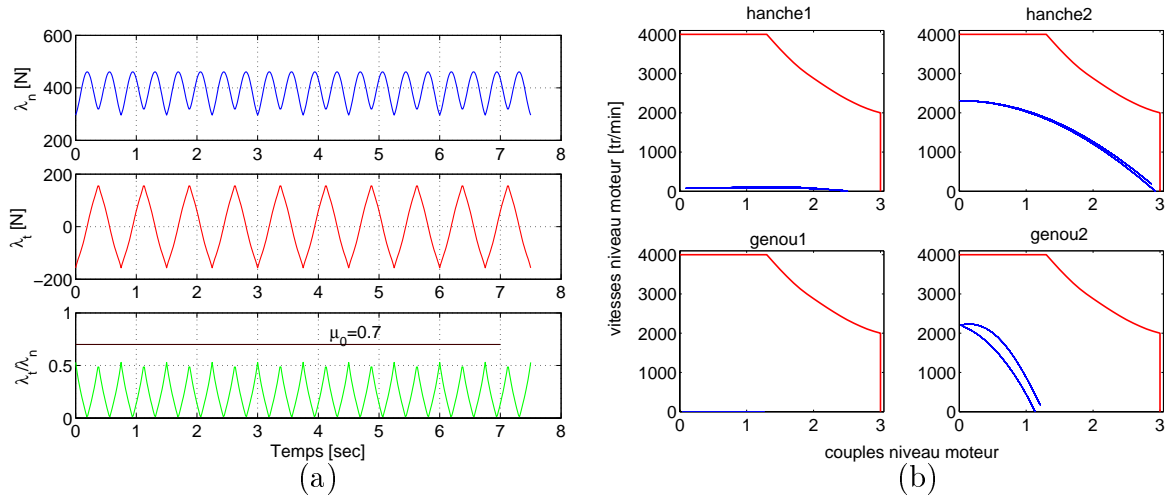 600
400
200
λn [N]
0 1 2 3 4 5 6 7 8
200
0
−200
λt [N]
0 1 2 3 4 5 6 7 8
1
0.5
0
λt/λn
μ0=0.7
0 1 2 3 4 5 6 7 8
Temps [sec]
(a)
hanche1
4000
3000
2000
1000
0
0 1 2 3
hanche2
4000
3000
2000
1000
0
0 1 2 3
vitesses niveau moteur [tr/min]
genou1
4000
3000
2000
1000
0
0 1 2 3
genou2
4000
3000
2000
1000
0
0 1 2 3
couples niveau moteur
(b)